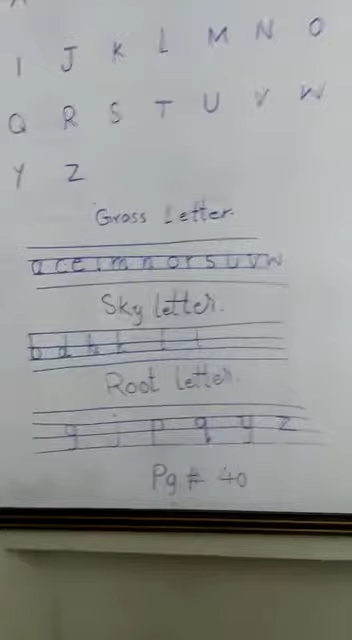 I J K L M N O
Q R S T U V W
Y Z
Grass Letter.
a c e i m n o r s u v w
Sky letter.
b d h k l t
Root letter.
g j p q y z
Pg # 40